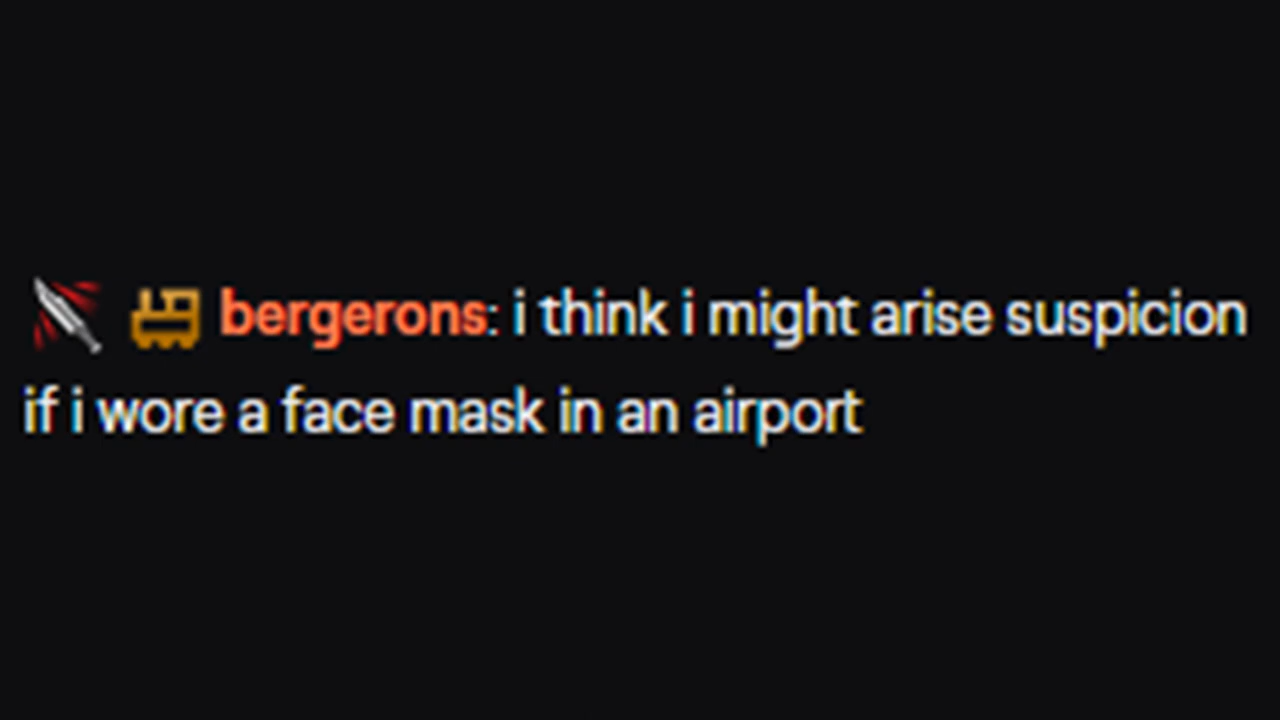 bergerons: i think i might arise suspicion
if i wore a face mask in an airport